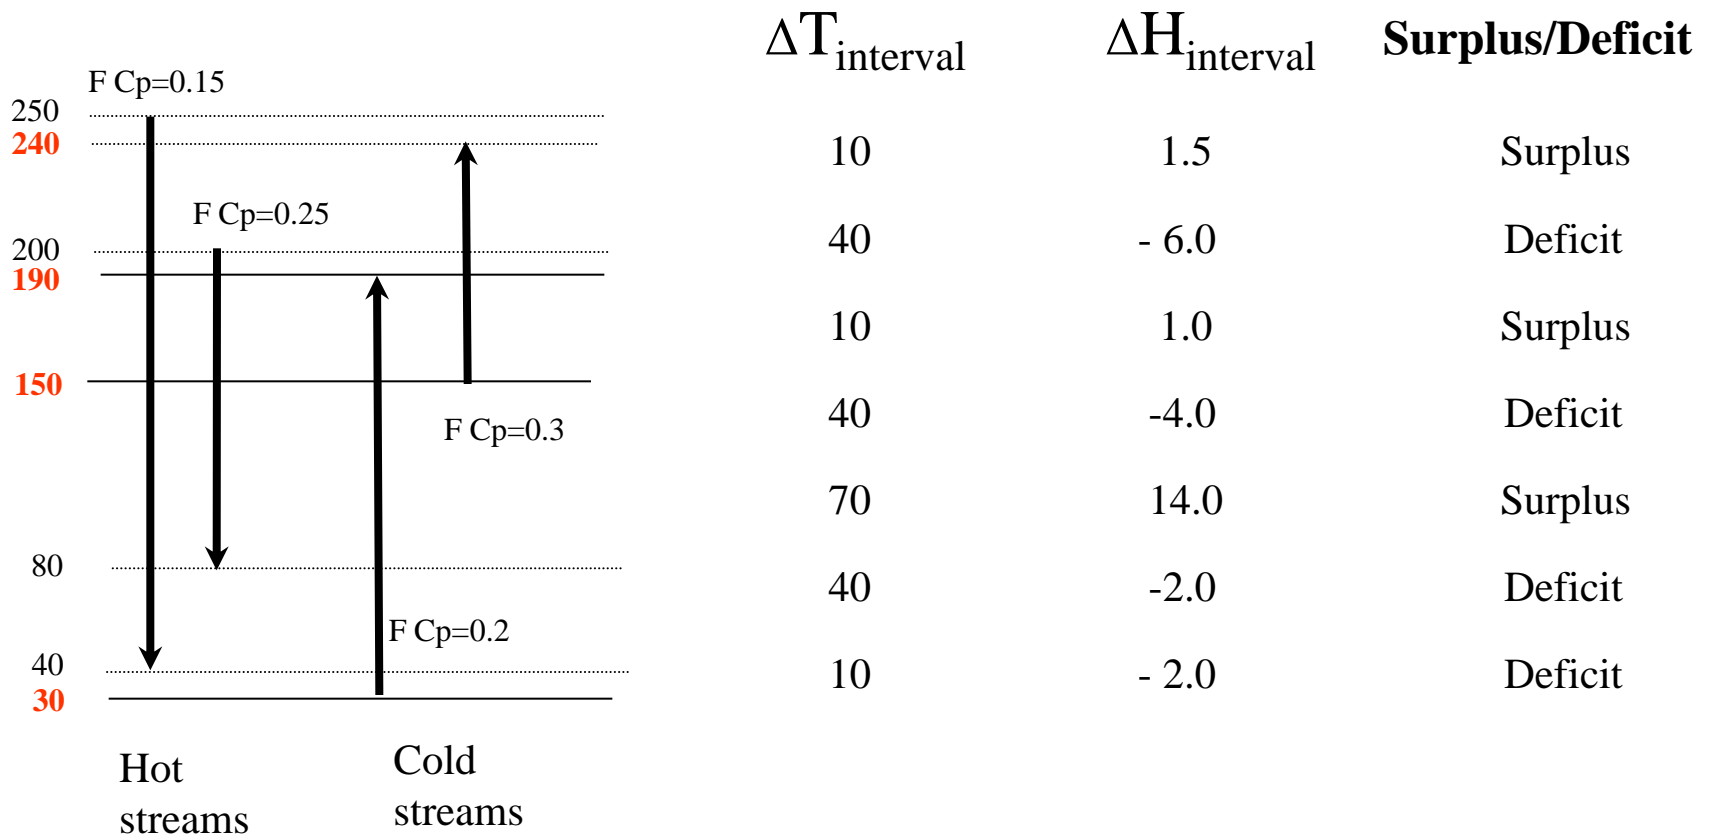 ΔTinterval ΔHinterval Surplus/Deficit
F Cp=0.15
250
240
10 1.5 Surplus
F Cp=0.25
200
40 - 6.0 Deficit
190
10 1.0 Surplus
150
40 -4.0 Deficit
F Cp=0.3
70 14.0 Surplus
80
40 -2.0 Deficit
F Cp=0.2
40
10 - 2.0 Deficit
30
Hot
streams
Cold
streams